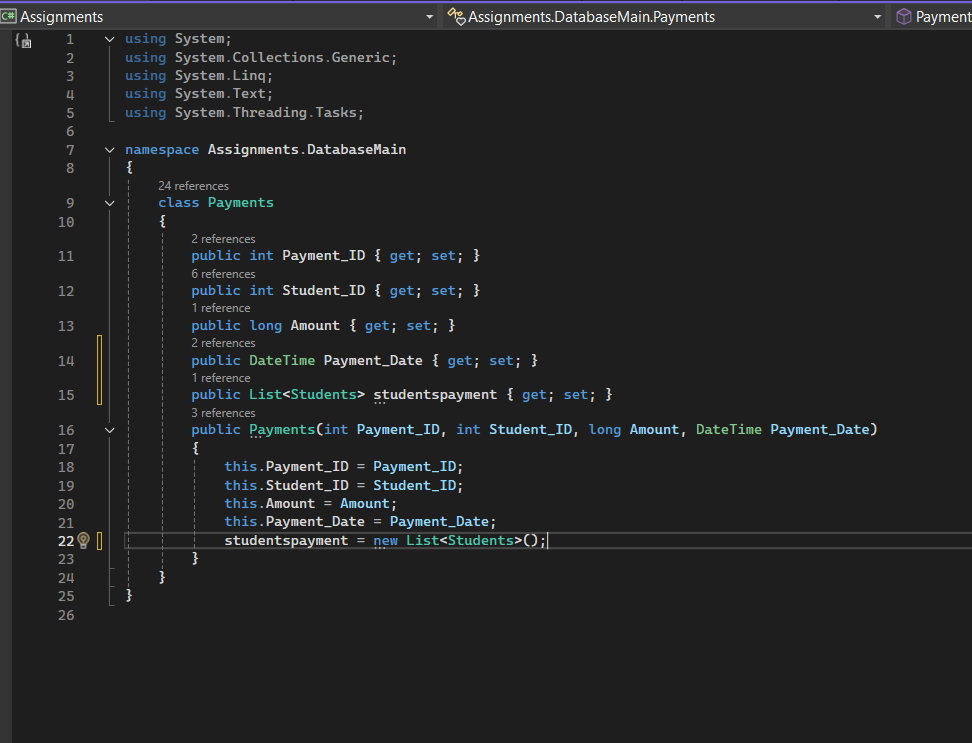 C# Assignments Assignments.DatabaseMain.Payments Payment
1 using System;
2 using System.Collections.Generic;
3 using System.Linq;
4 using System.Text;
5 using System.Threading.Tasks;
6
7 namespace Assignments.DatabaseMain
8 {
24 references
9 class Payments
10 {
2 references
11 public int Payment_ID { get; set; }
6 references
12 public int Student_ID { get; set; }
1 reference
13 public long Amount { get; set; }
2 references
14 public DateTime Payment_Date { get; set; }
1 reference
15 public List<Students> studentspayment { get; set; }
3 references
16 public Payments(int Payment_ID, int Student_ID, long Amount, DateTime Payment_Date)
17 {
18 this.Payment_ID = Payment_ID;
19 this.Student_ID = Student_ID;
20 this.Amount = Amount;
21 this.Payment_Date = Payment_Date;
22 studentspayment = new List<Students>();
23 }
24 }
25 }
26